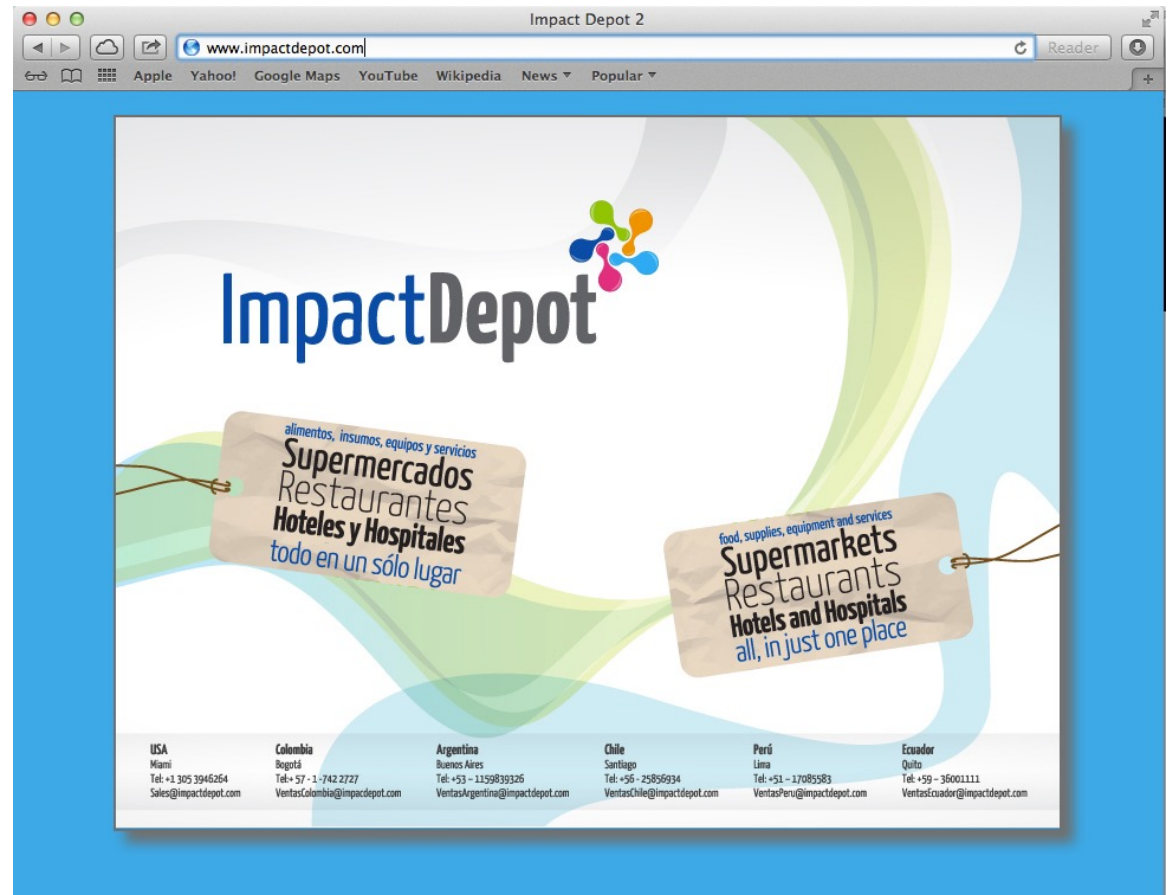 Impact Depot 2
www.impactdepot.com
Reader
Apple Yahoo! Google Maps YouTube Wikipedia News Popular
ImpactDepot
alimentos, insumos, equipos y servicios
Supermercados
Restaurantes
Hoteles y Hospitales
todo en un sólo lugar
food, supplies, equipment and services
Supermarkets
Restaurants
Hotels and Hospitals
all, in just one place
USA
Miami
Tel: +1 305 3946264
Sales@impactdepot.com
Colombia
Bogotá
Tel:+ 57 - 1 -742 2727
VentasColombia@impacdepot.com
Argentina
Buenos Aires
Tel: +53 – 1159839326
VentasArgentina@impactdepot.com
Chile
Santiago
Tel: +56 - 25856934
VentasChile@impactdepot.com
Perú
Lima
Tel: +51 – 17085583
VentasPeru@impactdepot.com
Ecuador
Quito
Tel: +59 – 36001111
VentasEcuador@impactdepot.com